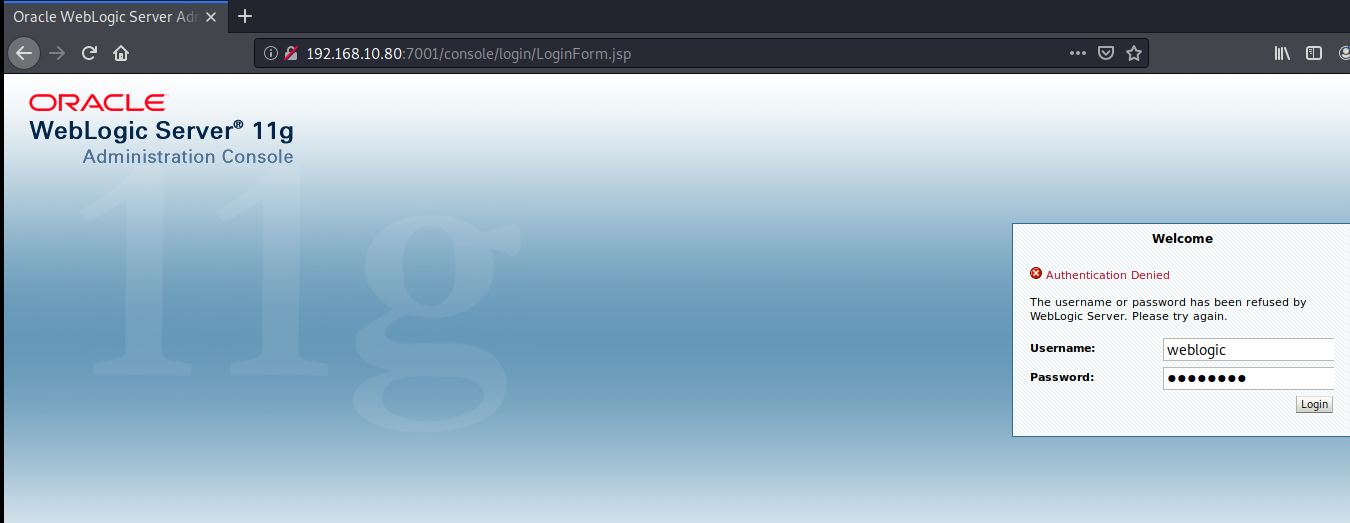 Oracle WebLogic Server Ad
192.168.10.80:7001/console/login/LoginForm.jsp
ORACLE
WebLogic Server® 11g
Administration Console
11g
Welcome
Authentication Denied
The username or password has been refused by
WebLogic Server. Please try again.
Username: weblogic
Password: ●●●●●●●●
Login